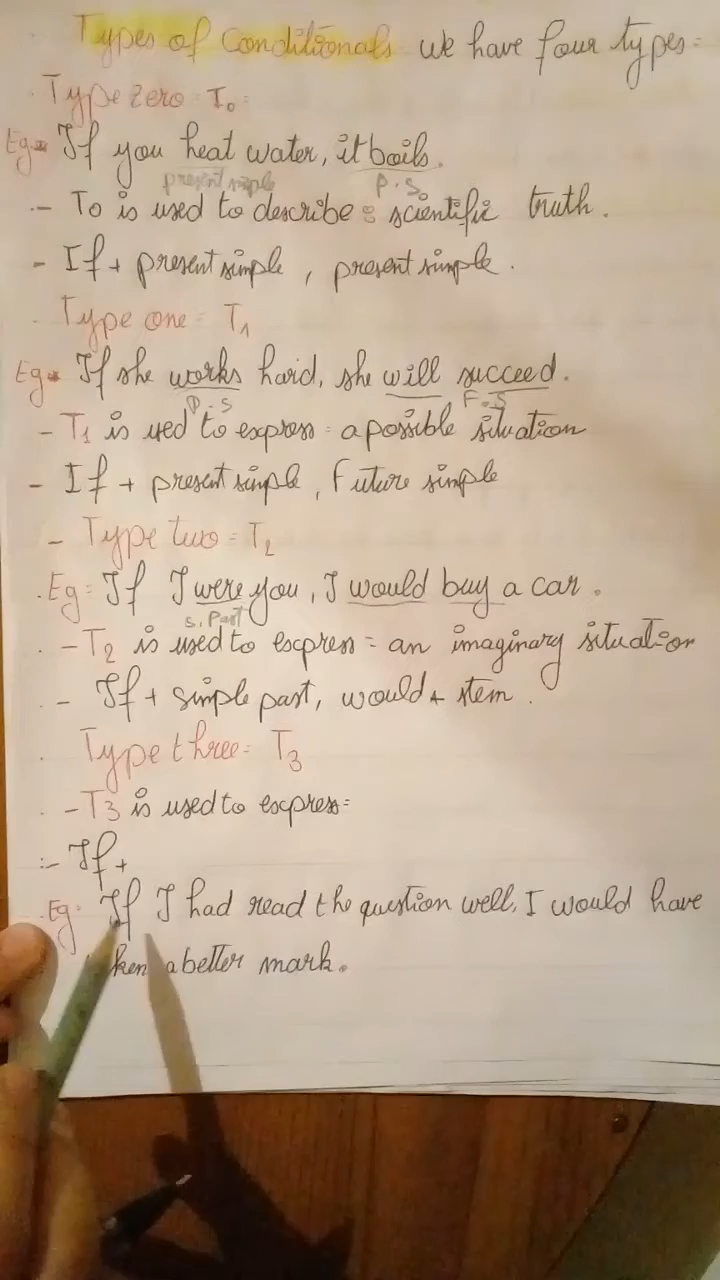 Types of Conditionals we have four types=
. Type zero = T0=
Eg= If you heat water, it boils.
present simple P.S
- T0 is used to describe = scientific truth.
- If + present simple, present simple.
. Type one = T1
Eg= If she works hard, she will succeed.
P.S F.S
- T1 is used to express = a possible situation
- If + present simple, Future simple
- Type two = T2
. Eg= If I were you, I would buy a car.
s. Past
. - T2 is used to express = an imaginary situation
- If + simple past, would + stem.
. Type three = T3
. - T3 is used to express=
:- If +
. Eg= If I had read the question well, I would have
ken a better mark.